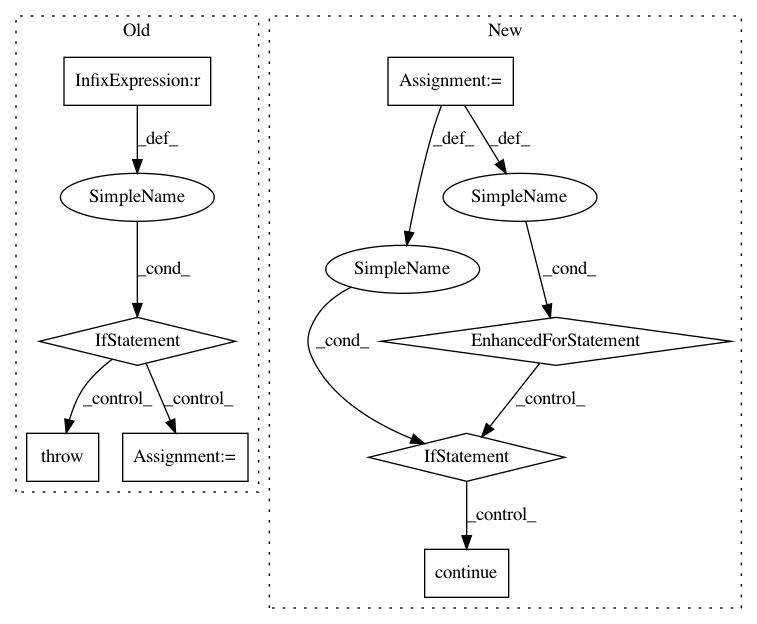 Old
InfixExpression:r
_def_
SimpleName
_cond_
IfStatement
_control_
_control_
throw
Assignment:=
New
Assignment:=
_def_
_def_
SimpleName
SimpleName
_cond_
_cond_
EnhancedForStatement
_control_
IfStatement
_control_
continue